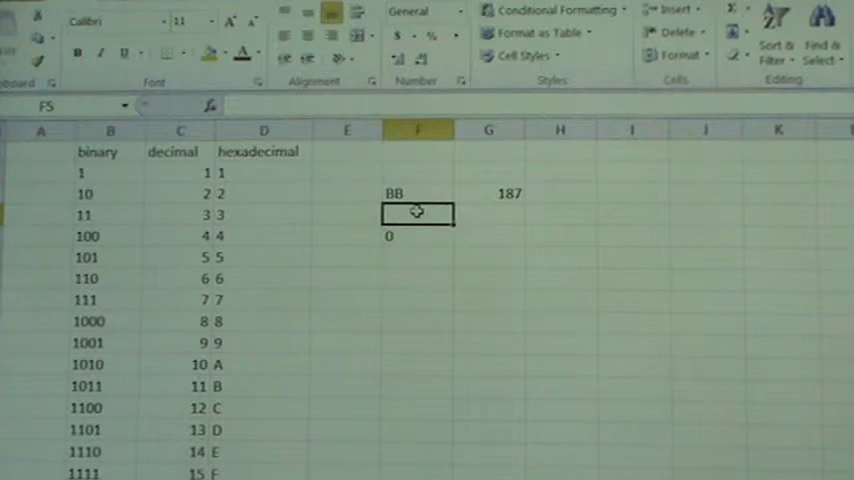 Calibri 11 A A General Conditional Formatting Insert Σ
B I U A $ % , Format as Table Delete Sort & Find &
Cell Styles Format Filter Select
Font Alignment Number Styles Cells Editing
F5 fx
A B C D E F G H I J K
binary decimal hexadecimal
1 1 1
10 2 2 BB 187
11 3 3
100 4 4 0
101 5 5
110 6 6
111 7 7
1000 8 8
1001 9 9
1010 10 A
1011 11 B
1100 12 C
1101 13 D
1110 14 E
1111 15 F